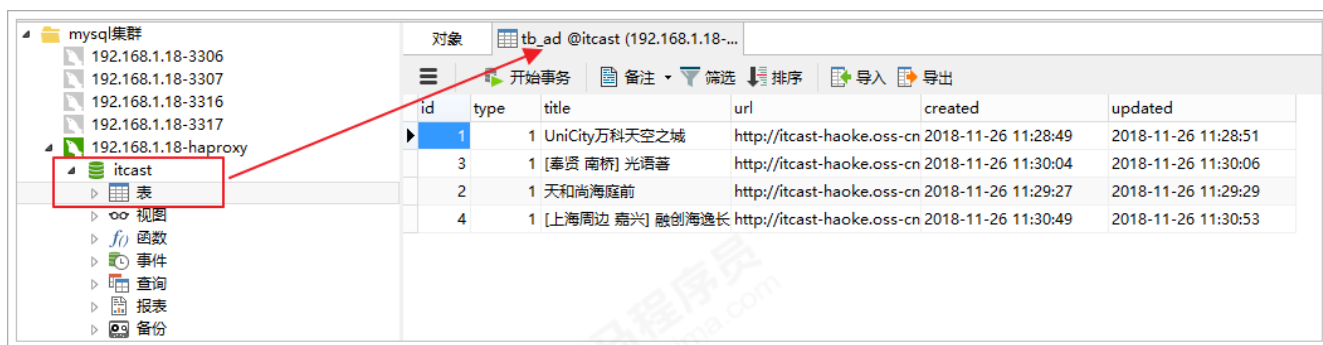 mysql集群
192.168.1.18-3306
192.168.1.18-3307
192.168.1.18-3316
192.168.1.18-3317
192.168.1.18-haproxy
itcast
表
视图
函数
事件
查询
报表
备份
对象 tb_ad @itcast (192.168.1.18-...
开始事务 备注 筛选 排序 导入 导出
id type title url created updated
1 1 UniCity万科天空之城 http://itcast-haoke.oss-cn 2018-11-26 11:28:49 2018-11-26 11:28:51
3 1 [奉贤 南桥] 光语著 http://itcast-haoke.oss-cn 2018-11-26 11:30:04 2018-11-26 11:30:06
2 1 天和尚海庭前 http://itcast-haoke.oss-cn 2018-11-26 11:29:27 2018-11-26 11:29:29
4 1 [上海周边 嘉兴] 融创海逸长 http://itcast-haoke.oss-cn 2018-11-26 11:30:49 2018-11-26 11:30:53
马程序员
ma.com